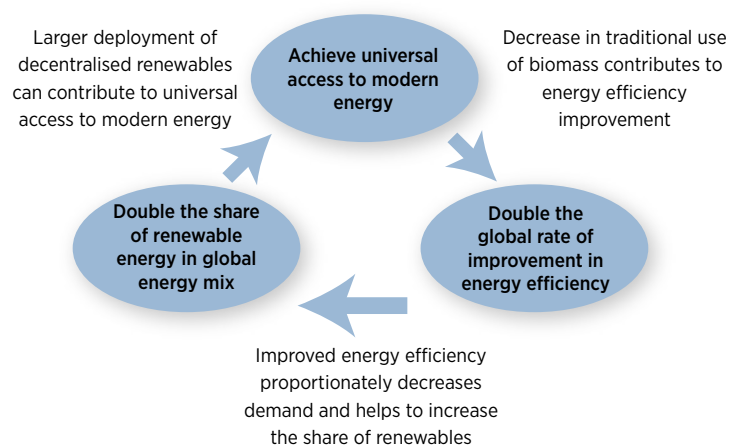 Larger deployment of
decentralised renewables
can contribute to universal
access to modern energy
Achieve universal
access to modern
energy
Decrease in traditional use
of biomass contributes to
energy efficiency
improvement
Double the share
of renewable
energy in global
energy mix
Double the
global rate of
improvement in
energy efficiency
Improved energy efficiency
proportionately decreases
demand and helps to increase
the share of renewables